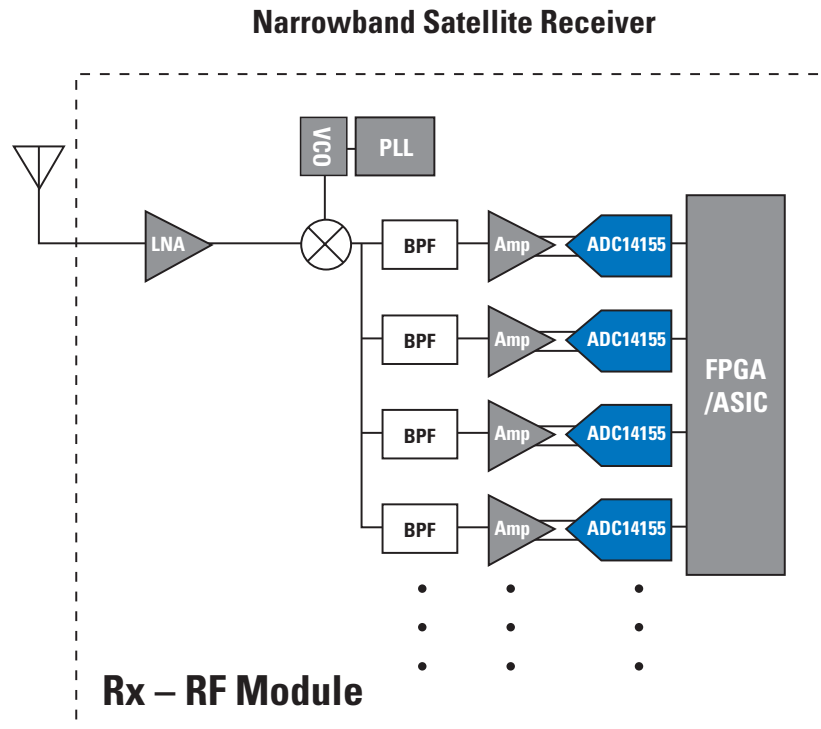 Narrowband Satellite Receiver
VCO
PLL
LNA
BPF
Amp
ADC14155
BPF
Amp
ADC14155
BPF
Amp
ADC14155
BPF
Amp
ADC14155
FPGA
/ASIC
Rx – RF Module